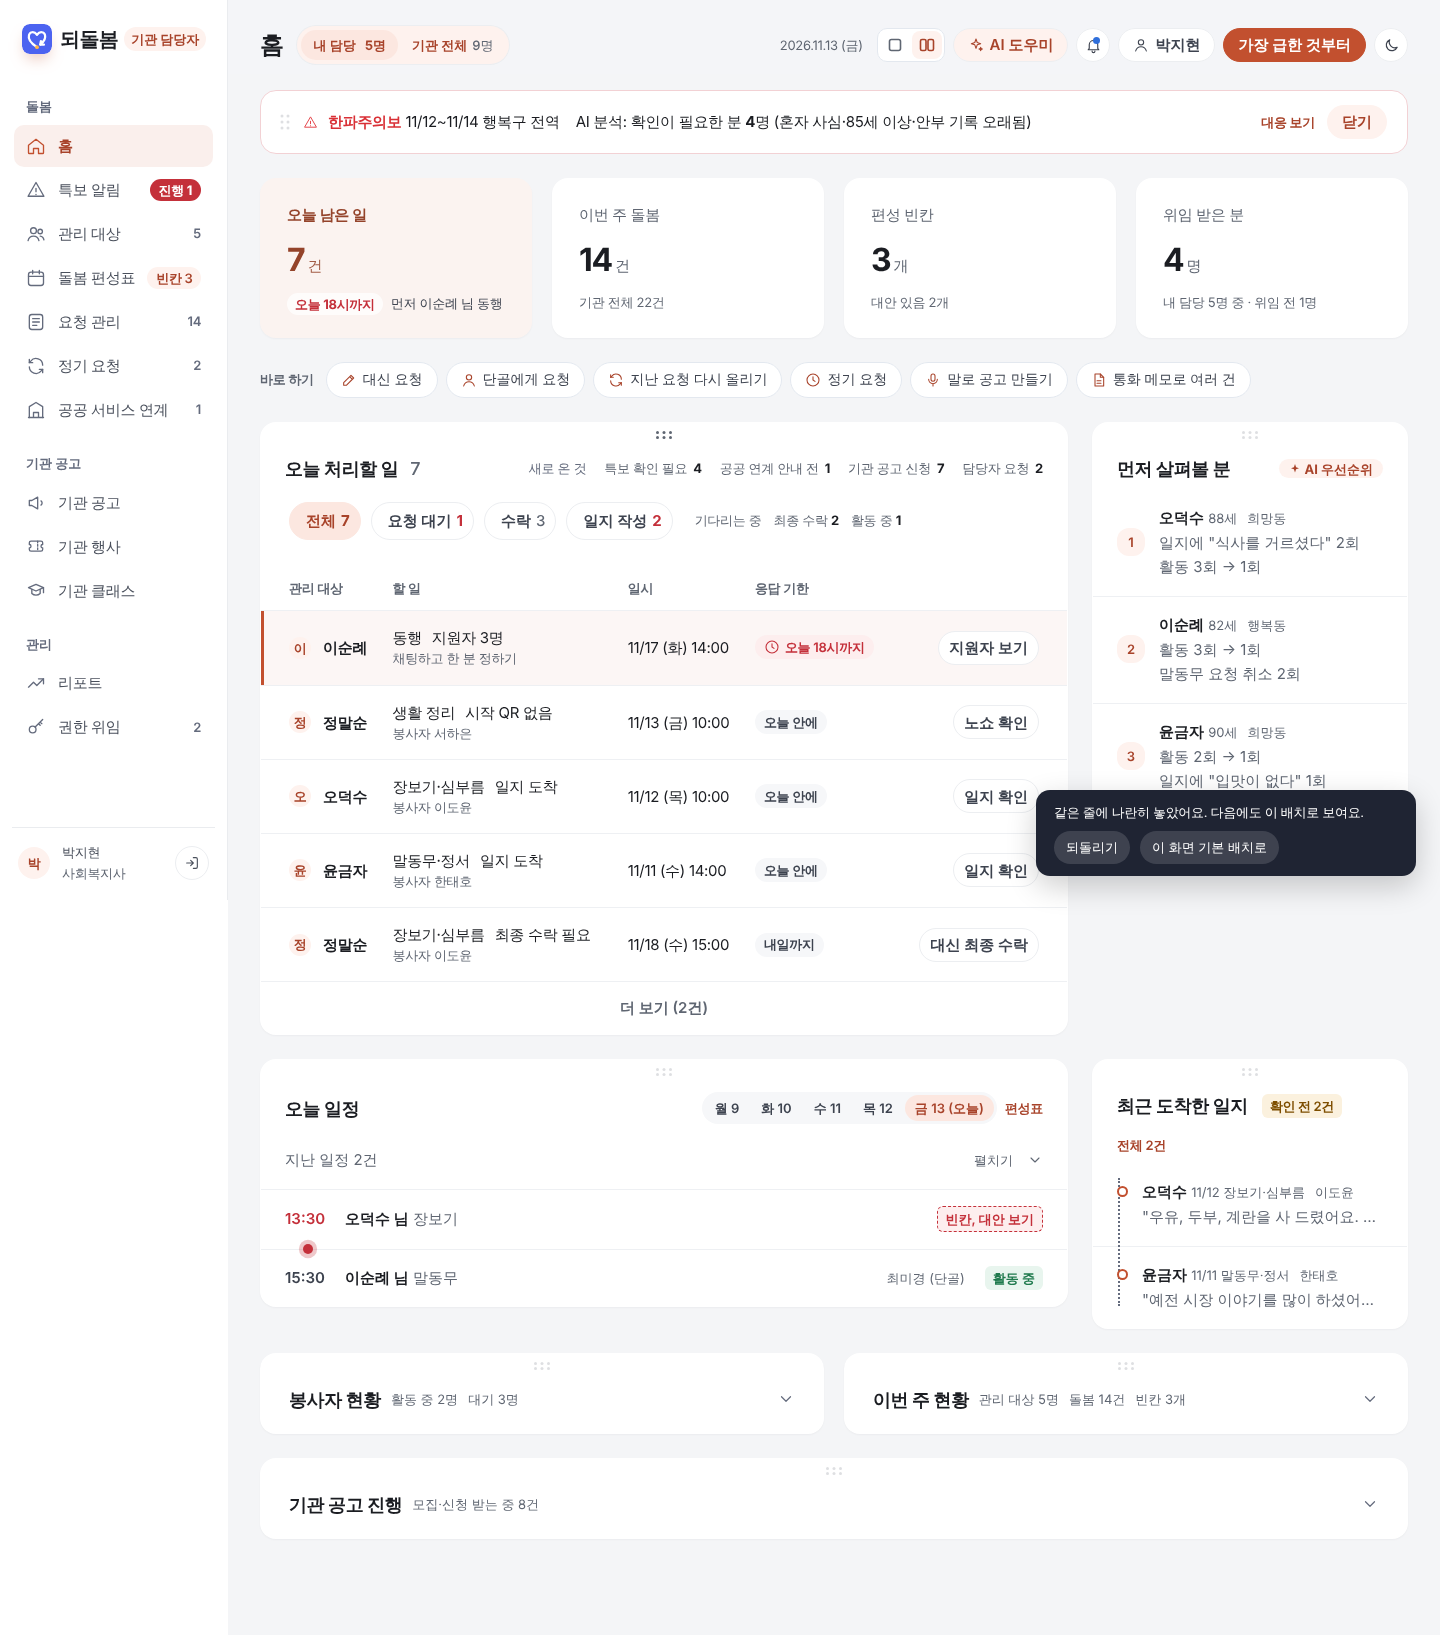 되돌봄 기관 담당자
돌봄
홈
특보 알림 진행 1
관리 대상 5
돌봄 편성표 빈칸 3
요청 관리 14
정기 요청 2
공공 서비스 연계 1
기관 공고
기관 공고
기관 행사
기관 클래스
관리
리포트
권한 위임 2
박 박지현
사회복지사
홈 내 담당 5명 기관 전체 9명
2026.11.13 (금) AI 도우미 박지현 가장 급한 것부터
한파주의보 11/12~11/14 행복구 전역 AI 분석: 확인이 필요한 분 4명 (혼자 사심·85세 이상·안부 기록 오래됨) 대응 보기 닫기
오늘 남은 일
7건
오늘 18시까지 먼저 이순례 님 동행
이번 주 돌봄
14건
기관 전체 22건
편성 빈칸
3개
대안 있음 2개
위임 받은 분
4명
내 담당 5명 중 · 위임 전 1명
바로 하기 대신 요청 단골에게 요청 지난 요청 다시 올리기 정기 요청 말로 공고 만들기 통화 메모로 여러 건
오늘 처리할 일 7 새로 온 것 특보 확인 필요 4 공공 연계 안내 전 1 기관 공고 신청 7 담당자 요청 2
전체 7 요청 대기 1 수락 3 일지 작성 2 기다리는 중 최종 수락 2 활동 중 1
관리 대상 할 일 일시 응답 기한
이 이순례 동행 지원자 3명 11/17 (화) 14:00 오늘 18시까지 지원자 보기
채팅하고 한 분 정하기
정 정말순 생활 정리 시작 QR 없음 11/13 (금) 10:00 오늘 안에 노쇼 확인
봉사자 서하은
오 오덕수 장보기·심부름 일지 도착 11/12 (목) 10:00 오늘 안에 일지 확인
봉사자 이도윤
윤 윤금자 말동무·정서 일지 도착 11/11 (수) 14:00 오늘 안에 일지 확인
봉사자 한태호
정 정말순 장보기·심부름 최종 수락 필요 11/18 (수) 15:00 내일까지 대신 최종 수락
봉사자 이도윤
더 보기 (2건)
먼저 살펴볼 분 AI 우선순위
1 오덕수 88세 희망동
일지에 "식사를 거르셨다" 2회
활동 3회 → 1회
2 이순례 82세 행복동
활동 3회 → 1회
말동무 요청 취소 2회
3 윤금자 90세 희망동
활동 2회 → 1회
일지에 "입맛이 없다" 1회
같은 줄에 나란히 놓았어요. 다음에도 이 배치로 보여요.
되돌리기 이 화면 기본 배치로
오늘 일정 월 9 화 10 수 11 목 12 금 13 (오늘) 편성표
지난 일정 2건 펼치기
13:30 오덕수 님 장보기 빈칸, 대안 보기
15:30 이순례 님 말동무 최미경 (단골) 활동 중
최근 도착한 일지 확인 전 2건
전체 2건
오덕수 11/12 장보기·심부름 이도윤
"우유, 두부, 계란을 사 드렸어요. ...
윤금자 11/11 말동무·정서 한태호
"예전 시장 이야기를 많이 하셨어...
봉사자 현황 활동 중 2명 대기 3명
이번 주 현황 관리 대상 5명 돌봄 14건 빈칸 3개
기관 공고 진행 모집·신청 받는 중 8건